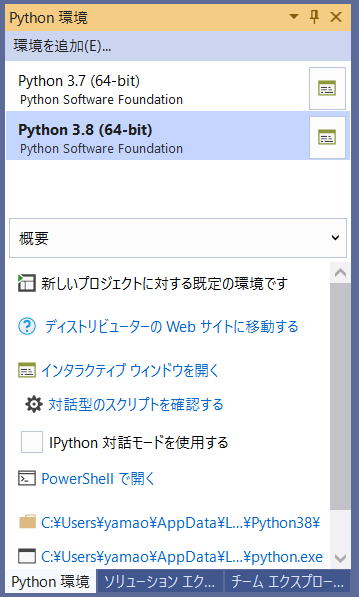 Python 環境
環境を追加(E)...
Python 3.7 (64-bit)
Python Software Foundation
Python 3.8 (64-bit)
Python Software Foundation
概要
新しいプロジェクトに対する既定の環境です
ディストリビューターの Web サイトに移動する
インタラクティブ ウィンドウを開く
対話型のスクリプトを確認する
IPython 対話モードを使用する
PowerShell で開く
C:¥Users¥yamao¥AppData¥L...¥Python38¥
C:¥Users¥yamao¥AppData¥L...¥python.exe
Python 環境 ソリューション エク... チーム エクスプロー...